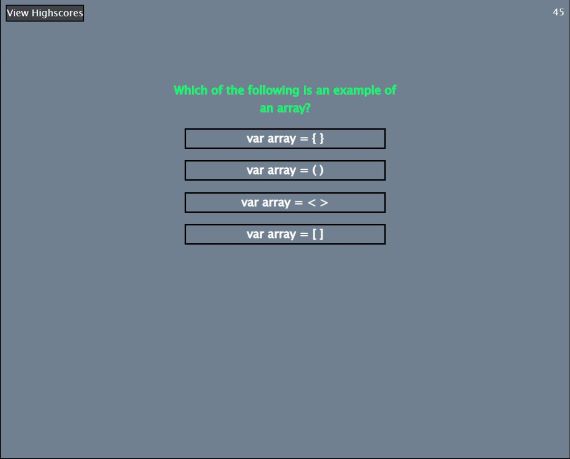 View Highscores
45
Which of the following is an example of
an array?
var array = { }
var array = ( )
var array = < >
var array = [ ]